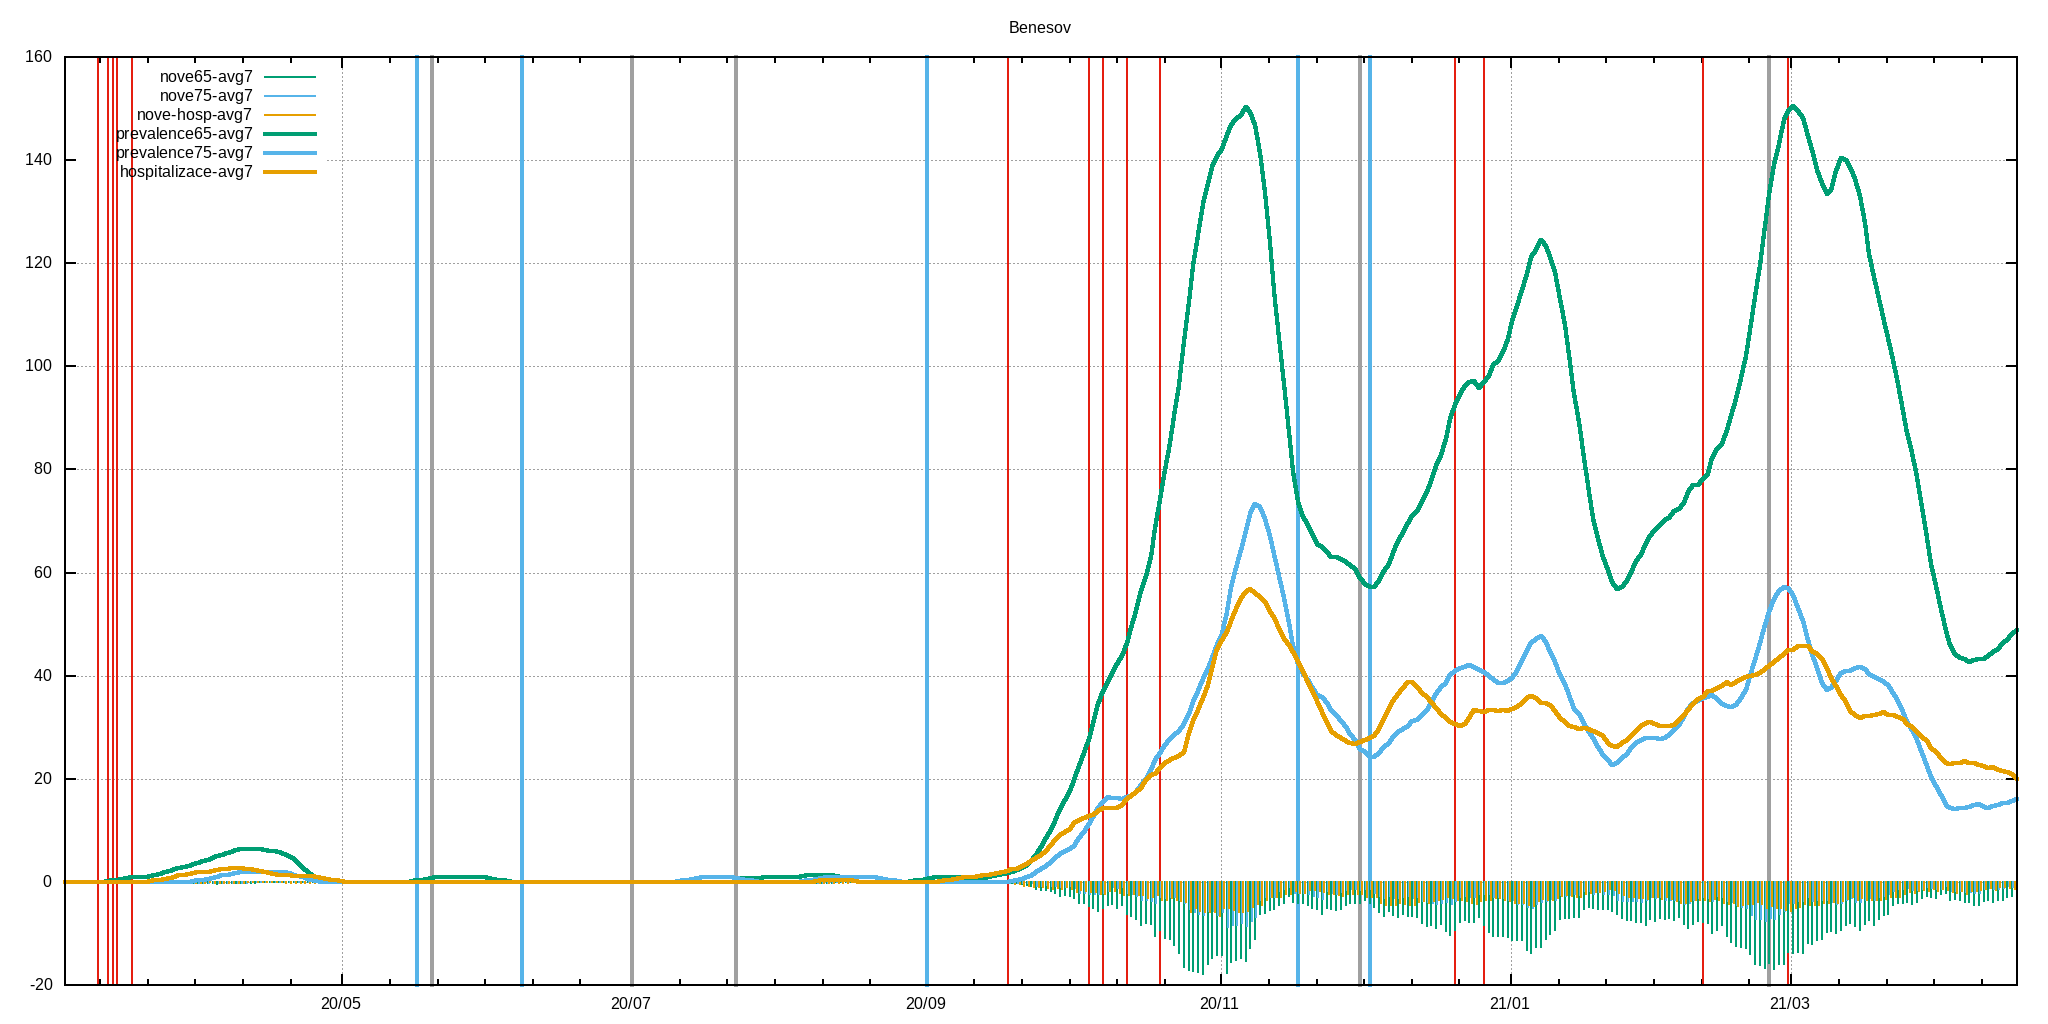 Benesov
160
nove65-avg7
nove75-avg7
nove-hosp-avg7
prevalence65-avg7
prevalence75-avg7
hospitalizace-avg7
140
120
100
80
60
40
20
0
-20
20/05 20/07 20/09 20/11 21/01 21/03